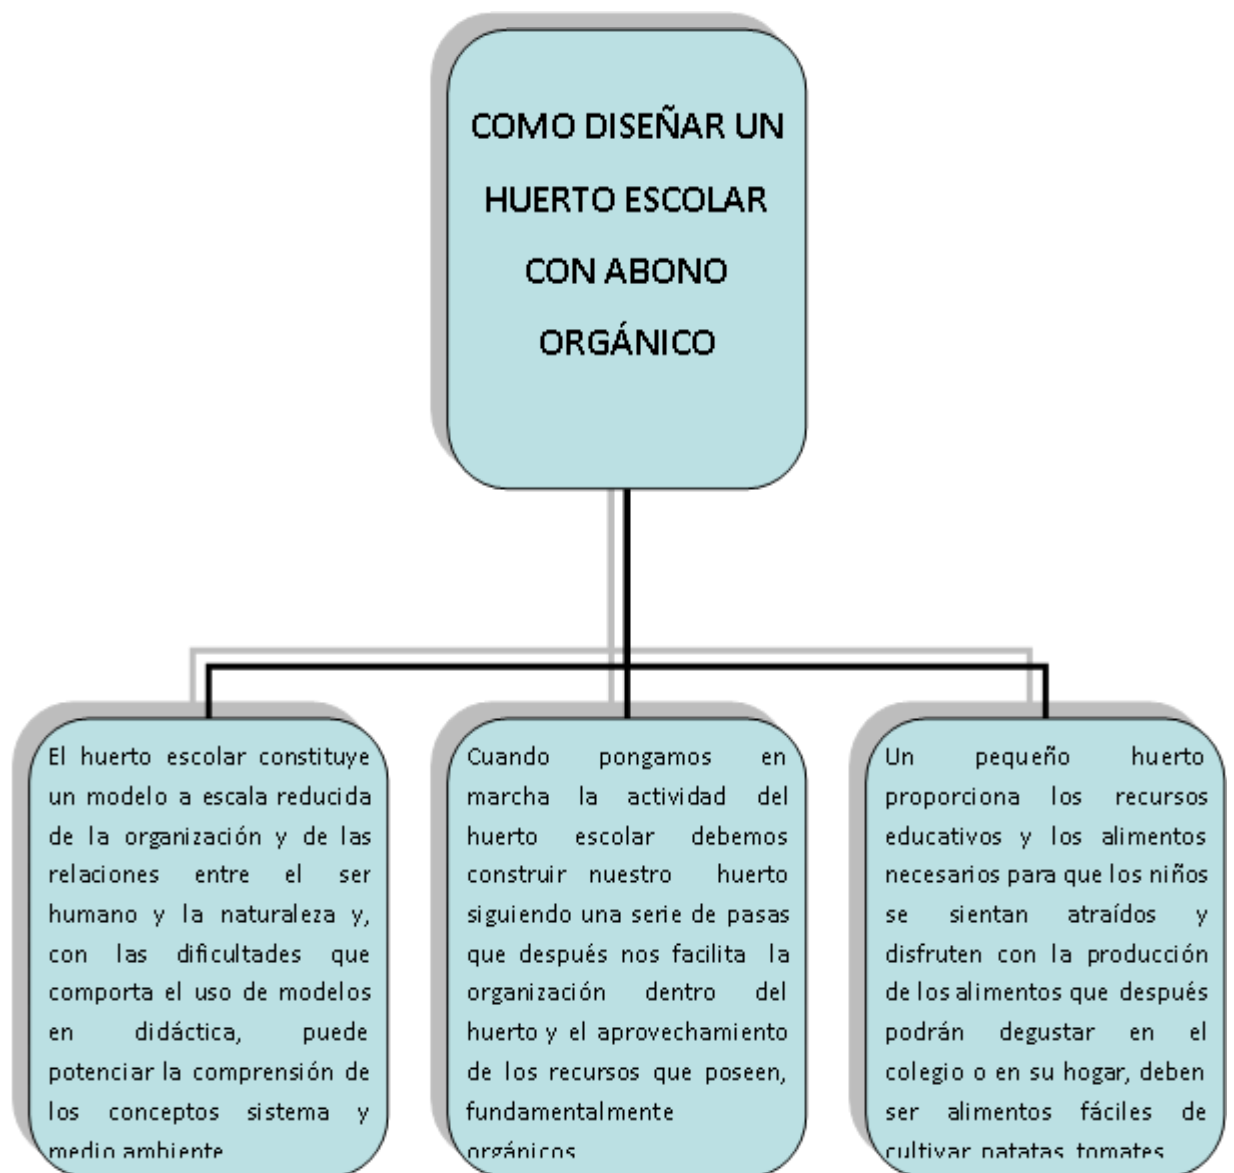 COMO DISEÑAR UN
HUERTO ESCOLAR
CON ABONO
ORGÁNICO
El huerto escolar constituye
un modelo a escala reducida
de la organización y de las
relaciones entre el ser
humano y la naturaleza y,
con las dificultades que
comporta el uso de modelos
en didáctica, puede
potenciar la comprensión de
los conceptos sistema y
medio ambiente
Cuando pongamos en
marcha la actividad del
huerto escolar debemos
construir nuestro huerto
siguiendo una serie de pasas
que después nos facilita la
organización dentro del
huerto y el aprovechamiento
de los recursos que poseen,
fundamentalmente
orgánicos
Un pequeño huerto
proporciona los recursos
educativos y los alimentos
necesarios para que los niños
se sientan atraídos y
disfruten con la producción
de los alimentos que después
podrán degustar en el
colegio o en su hogar, deben
ser alimentos fáciles de
cultivar patatas tomates